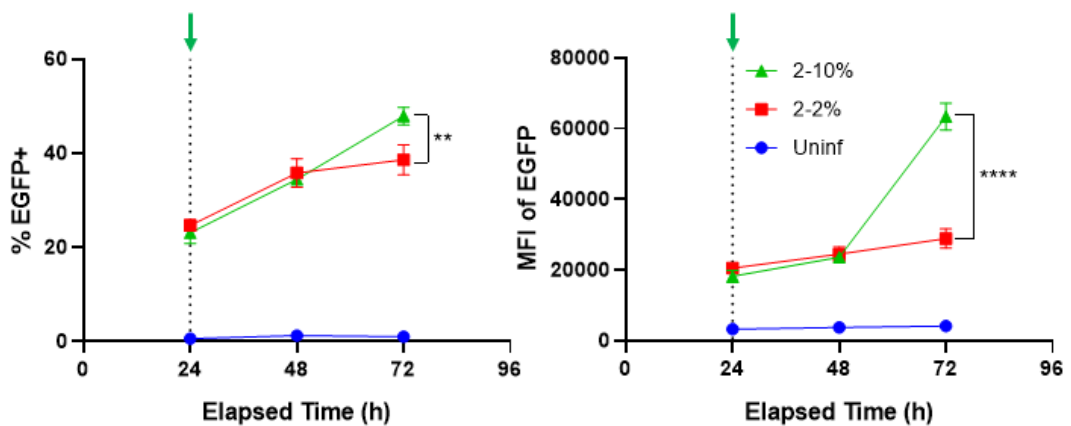 % EGFP+
60
40
20
0
**
0 24 48 72 96
Elapsed Time (h)
MFI of EGFP
80000
60000
40000
20000
0
2-10%
2-2%
Uninf
****
0 24 48 72 96
Elapsed Time (h)